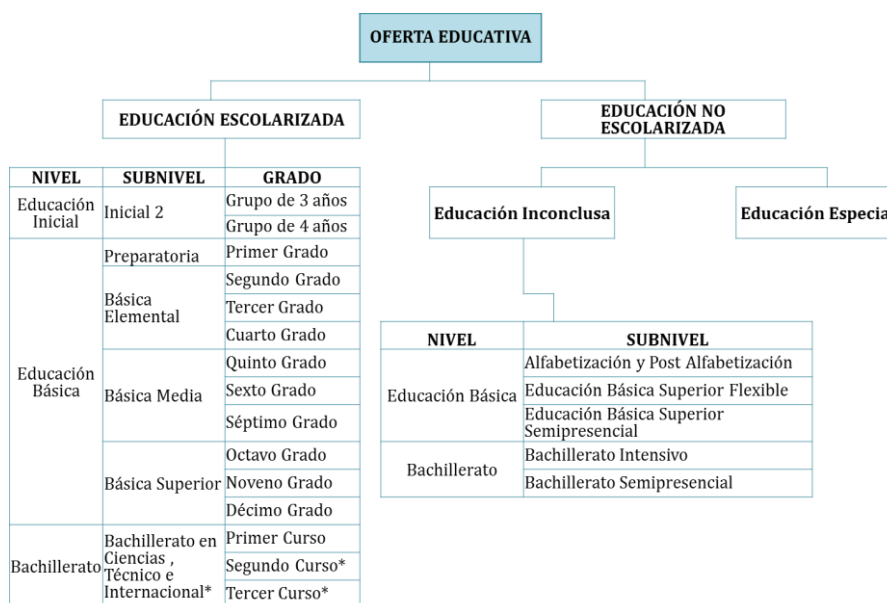 OFERTA EDUCATIVA
EDUCACIÓN ESCOLARIZADA
EDUCACIÓN NO
ESCOLARIZADA
NIVEL SUBNIVEL GRADO
Educación
Inicial
Inicial 2
Grupo de 3 años
Grupo de 4 años
Educación
Básica
Preparatoria
Primer Grado
Básica
Elemental
Segundo Grado
Tercer Grado
Cuarto Grado
Básica Media
Quinto Grado
Sexto Grado
Séptimo Grado
Básica Superior
Octavo Grado
Noveno Grado
Décimo Grado
Bachillerato
Bachillerato en
Ciencias ,
Técnico e
Internacional*
Primer Curso
Segundo Curso*
Tercer Curso*
Educación Inconclusa
Educación Especia
NIVEL SUBNIVEL
Educación Básica
Alfabetización y Post Alfabetización
Educación Básica Superior Flexible
Educación Básica Superior
Semipresencial
Bachillerato
Bachillerato Intensivo
Bachillerato Semipresencial